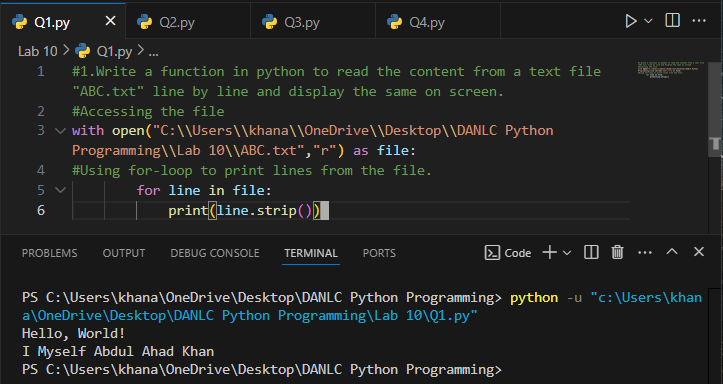 Q1.py Q2.py Q3.py Q4.py
Lab 10 > Q1.py > ...
1 #1.Write a function in python to read the content from a text file
"ABC.txt" line by line and display the same on screen.
2 #Accessing the file
3 with open("C:\\Users\\khana\\OneDrive\\Desktop\\DANLC Python
Programming\\Lab 10\\ABC.txt","r") as file:
4 #Using for-loop to print lines from the file.
5 for line in file:
6 print(line.strip())
PROBLEMS OUTPUT DEBUG CONSOLE TERMINAL PORTS
Code
PS C:\Users\khana\OneDrive\Desktop\DANLC Python Programming> python -u "c:\Users\khan
a\OneDrive\Desktop\DANLC Python Programming\Lab 10\Q1.py"
Hello, World!
I Myself Abdul Ahad Khan
PS C:\Users\khana\OneDrive\Desktop\DANLC Python Programming>